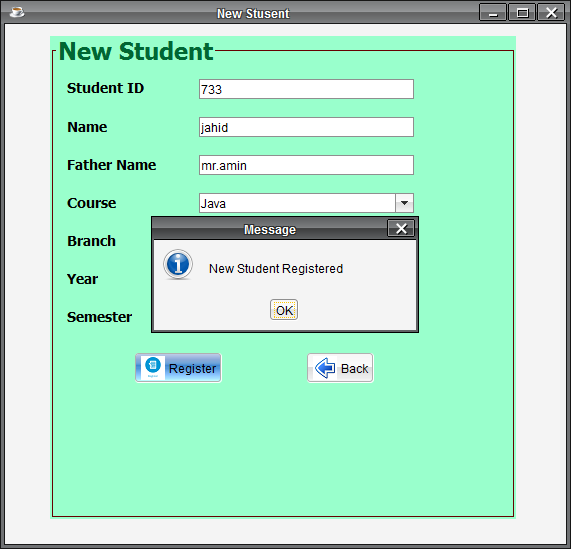 New Stusent
New Student
Student ID 733
Name jahid
Father Name mr.amin
Course Java
Message
Branch
New Student Registered
Year
OK
Semester
Register Back